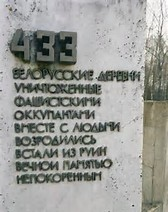 433
БЕЛОРУССКИЕ ДЕРЕВНИ
УНИЧТОЖЕННЫЕ
ФАШИСТСКИМИ
ОККУПАНТАМИ
ВМЕСТЕ С ЛЮДЬМИ
ВОЗРОДИЛИСЬ
ВСТАЛИ ИЗ РУИН
ВЕЧНОЙ ПАМЯТЬЮ
НЕПОКОРЕННЫМ